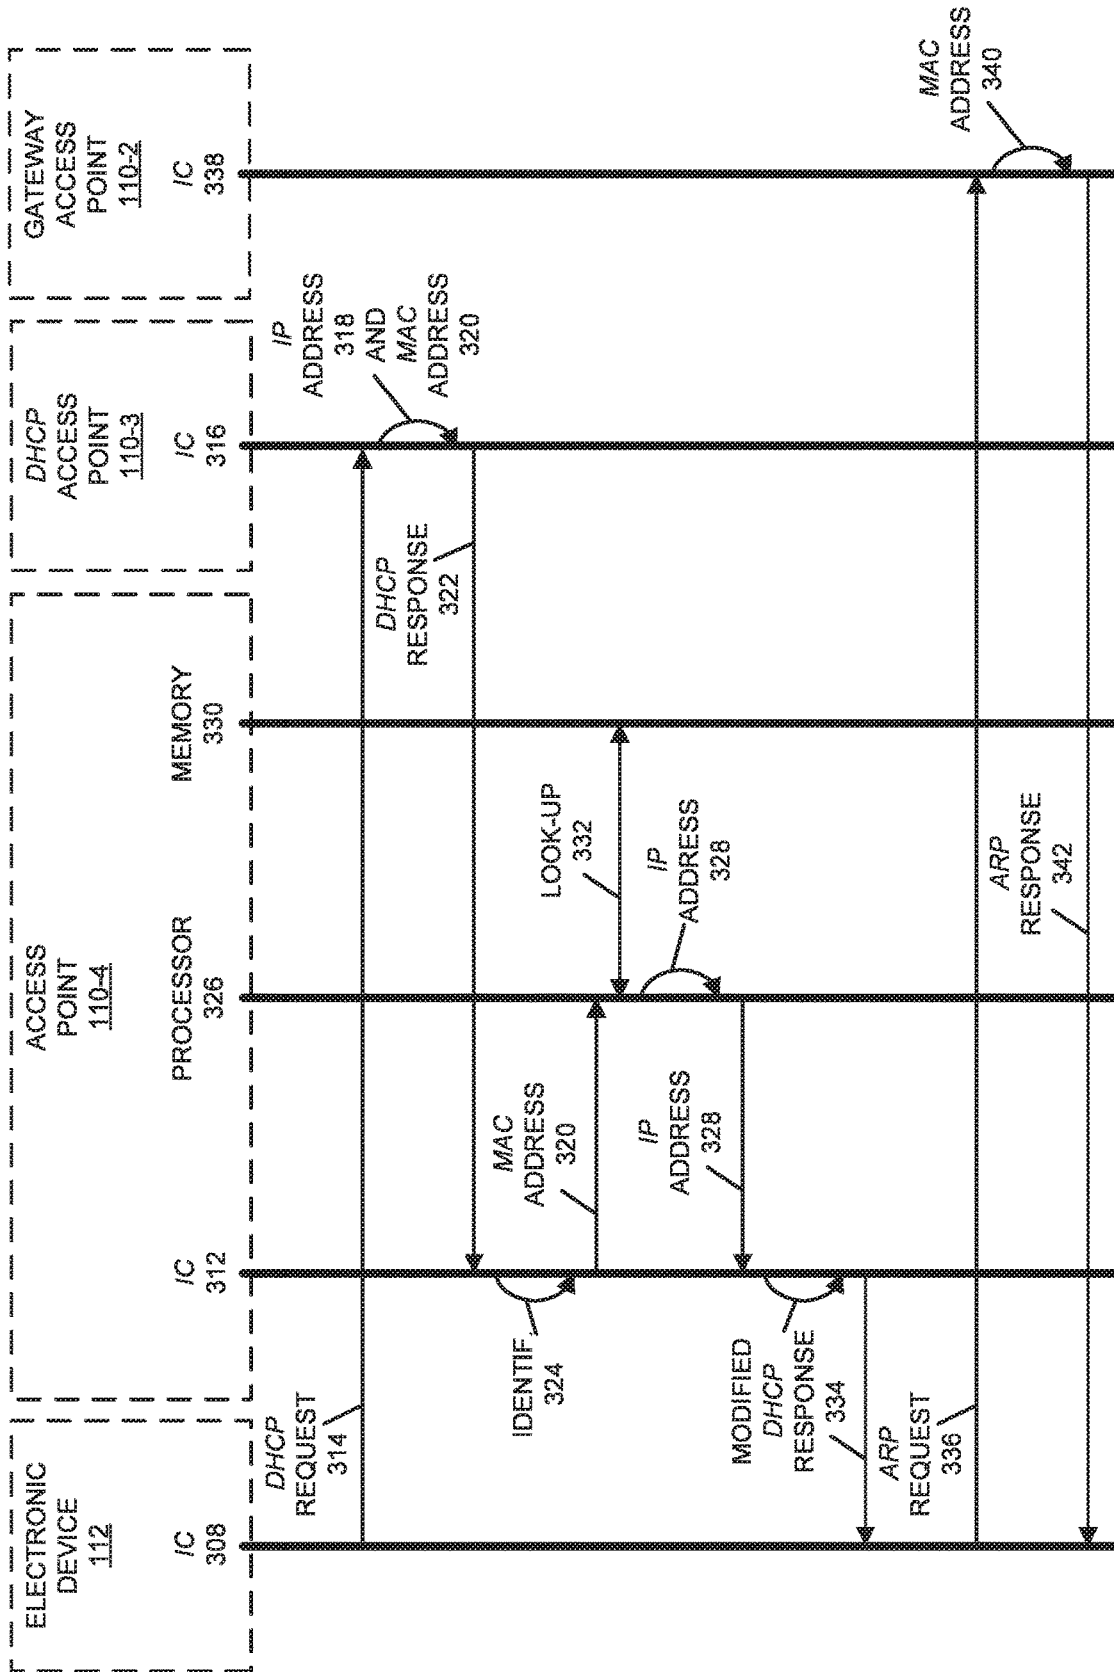 ELECTRONIC
DEVICE
112
IC
308
ACCESS
POINT
110-4
IC
312
PROCESSOR
326
MEMORY
330
DHCP
ACCESS
POINT
110-3
IC
316
GATEWAY
ACCESS
POINT
110-2
IC
338
DHCP
REQUEST
314
IP
ADDRESS
318
AND
MAC
ADDRESS
320
DHCP
RESPONSE
322
IDENTIF.
324
MAC
ADDRESS
320
LOOK-UP
332
IP
ADDRESS
328
IP
ADDRESS
328
MODIFIED
DHCP
RESPONSE
334
ARP
REQUEST
336
MAC
ADDRESS
340
ARP
RESPONSE
342